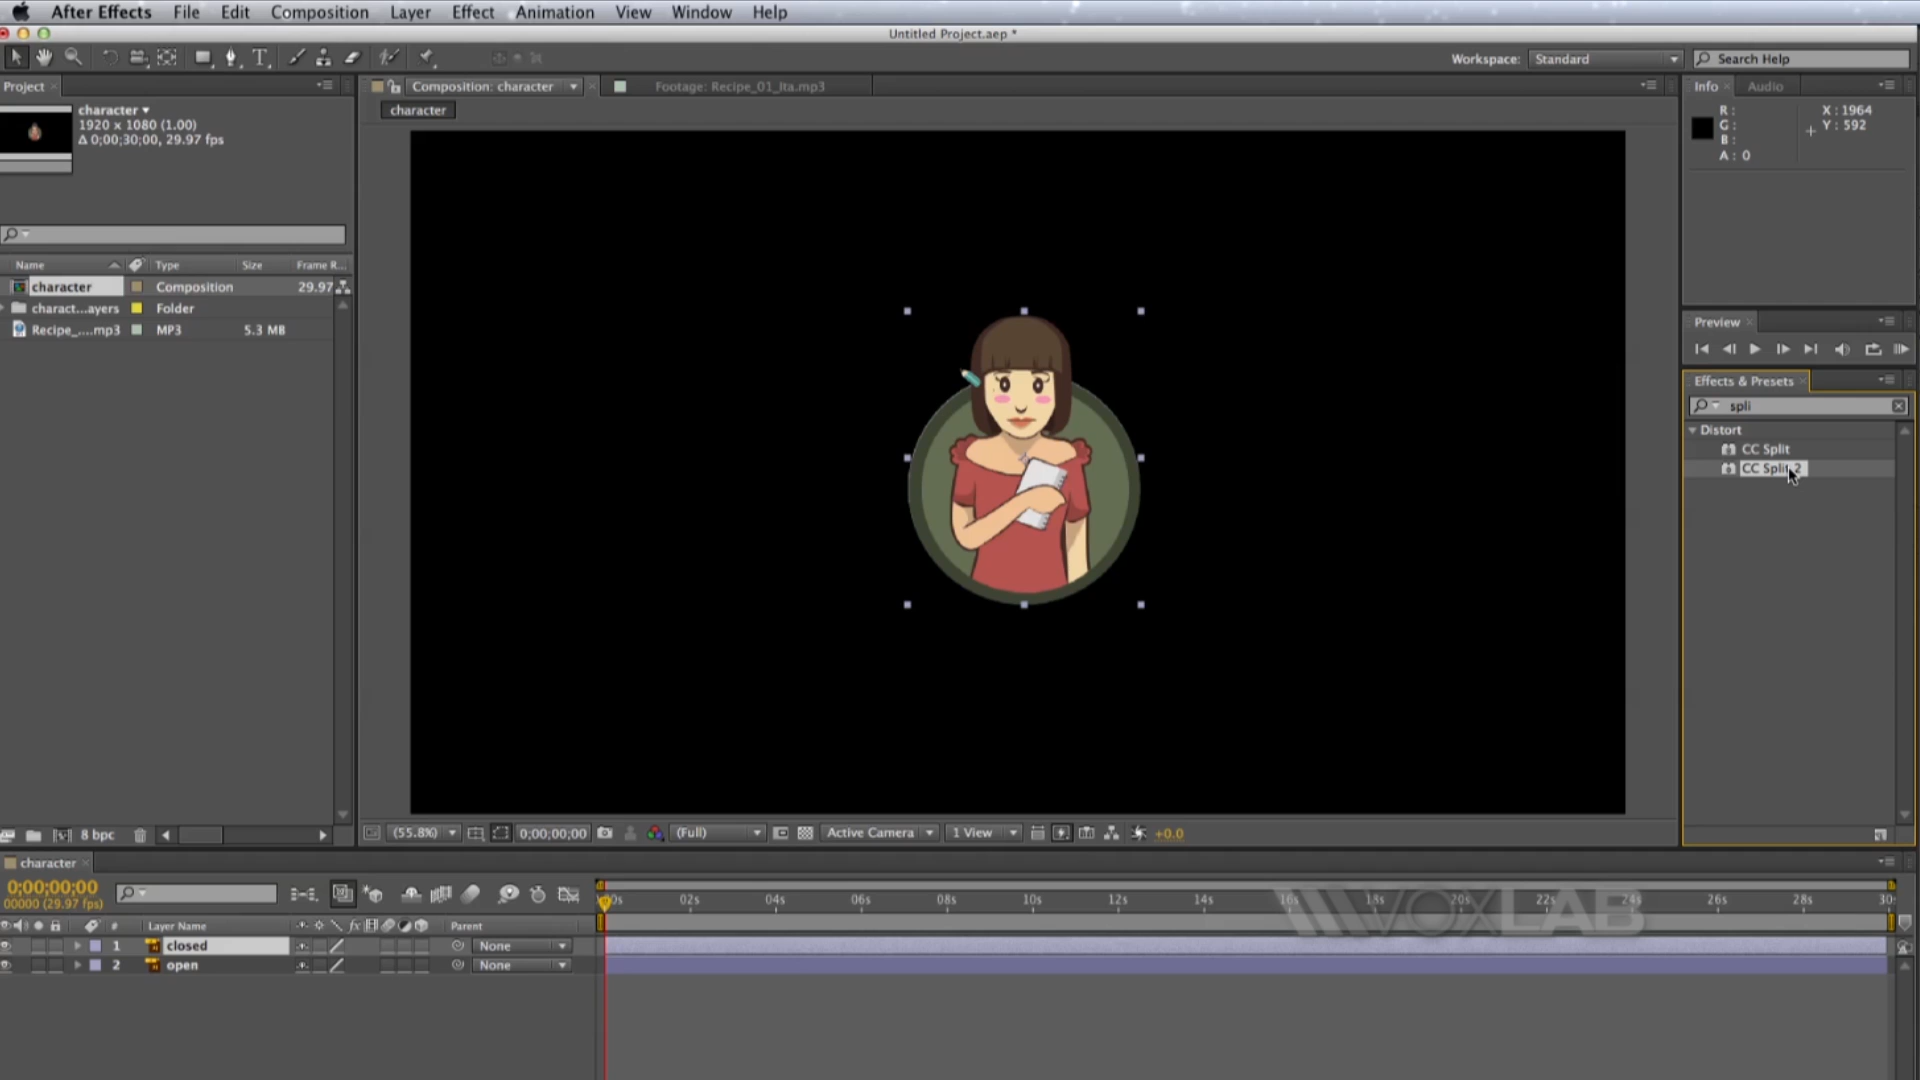 After Effects File Edit Composition Layer Effect Animation View Window Help
Untitled Project.aep *
Workspace: Standard Search Help
Project
Composition: character
Footage: Recipe_01_Ita.mp3
Info Audio
character
1920 x 1080 (1.00)
Δ 0;00;30;00, 29.97 fps
character
R:
G:
B:
A: 0
X: 1964
Y: 592
Name Type Size Frame R...
character Composition 29.97
charact...ayers Folder
Recipe_....mp3 MP3 5.3 MB
Preview
Effects & Presets
spli
Distort
CC Split
CC Split 2
8 bpc
(55.8%) 0;00;00;00 (Full) Active Camera 1 View +0.0
character
0;00;00;00
00000 (29.97 fps)
00s 02s 04s 06s 08s 10s 12s 14s 16s 18s 20s 22s 24s 26s 28s 30
VOXLAB
# Layer Name fx Parent
1 closed None
2 open None